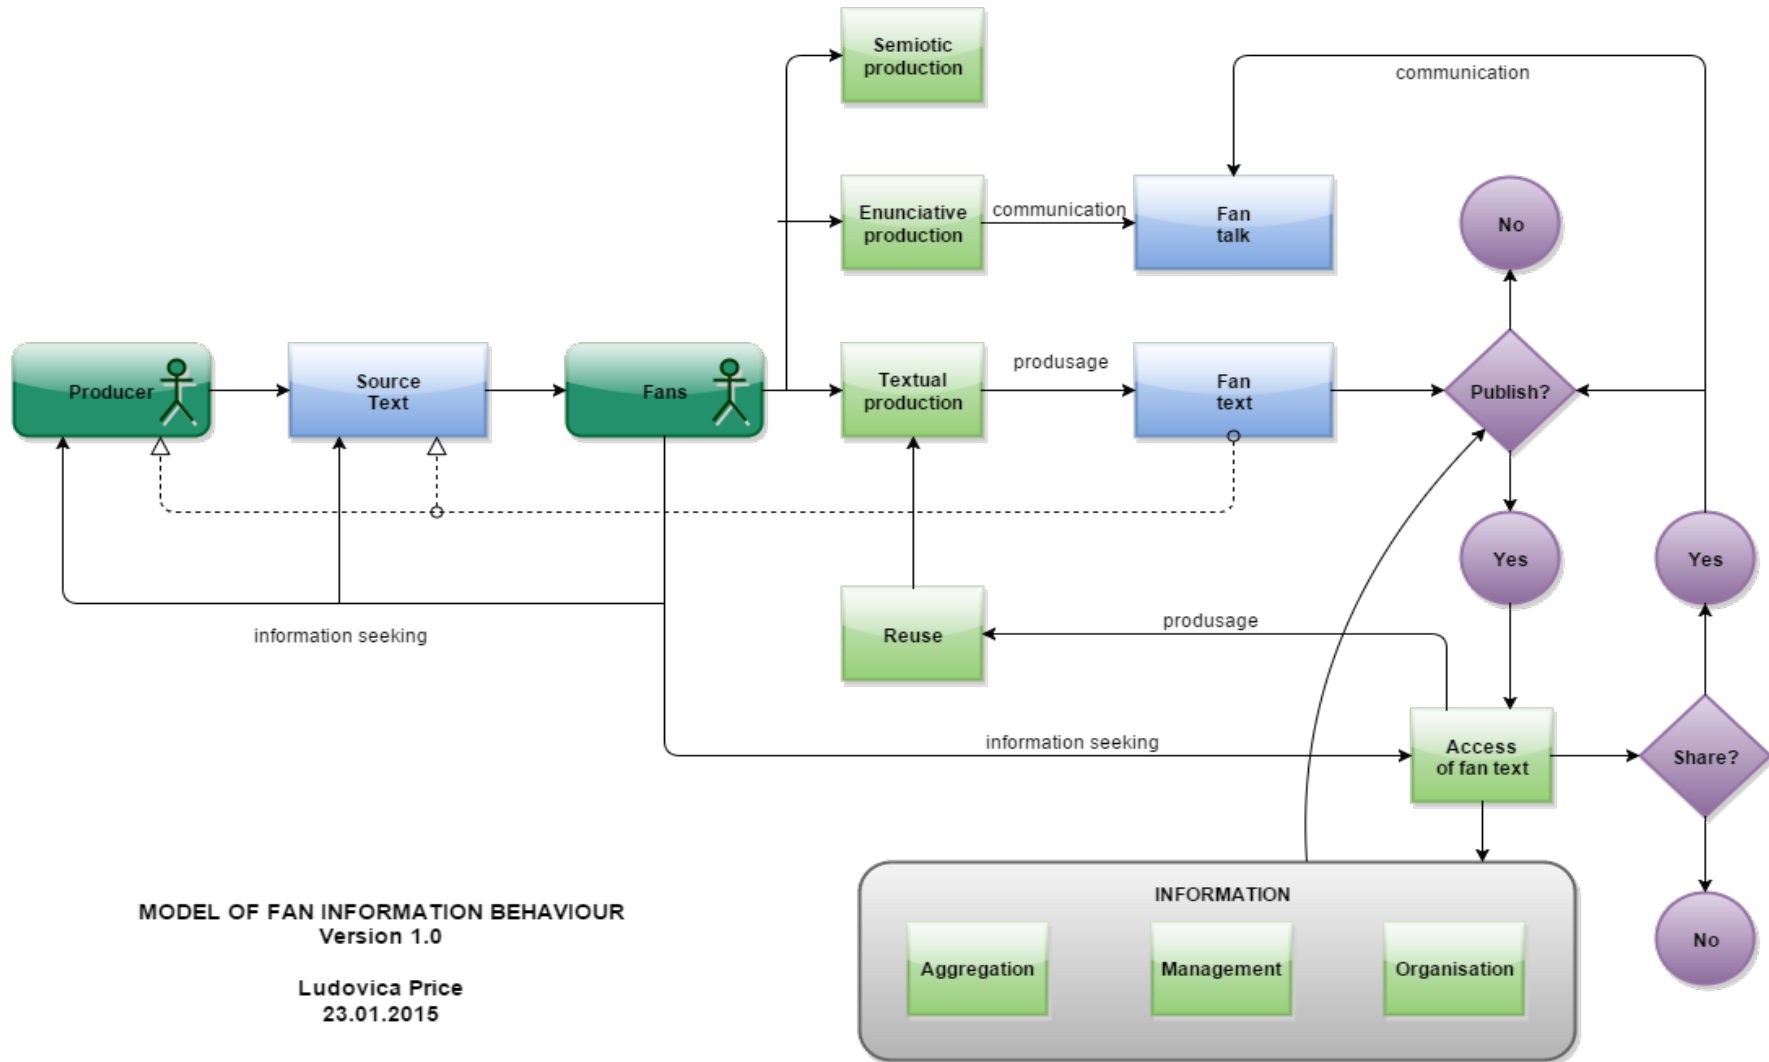 Semiotic
production
communication
Enunciative
production
communication
Fan
talk
No
Producer
Source
Text
Fans
Textual
production
produsage
Fan
text
Publish?
Yes
Yes
information seeking
Reuse
produsage
information seeking
Access
of fan text
Share?
INFORMATION
Aggregation
Management
Organisation
No
MODEL OF FAN INFORMATION BEHAVIOUR
Version 1.0
Ludovica Price
23.01.2015